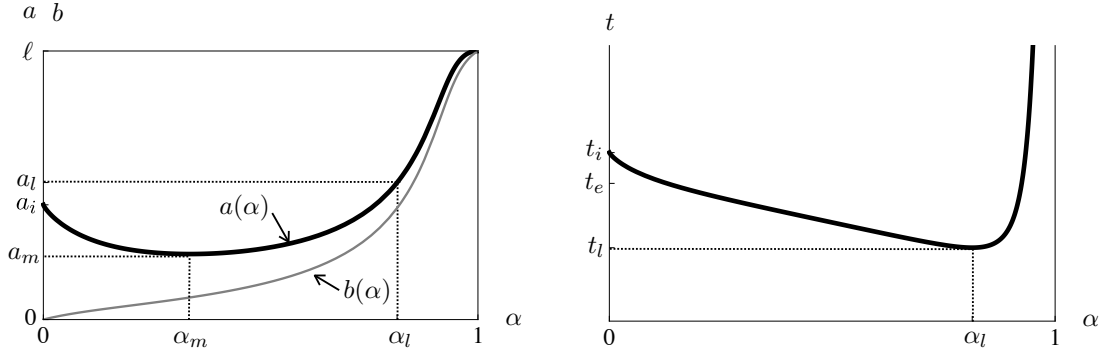 a b
ℓ
a_l
a_i
a_m
0
a(α)
b(α)
0 α_m α_l 1 α
t
t_i
t_e
t_l
0 α_l 1 α